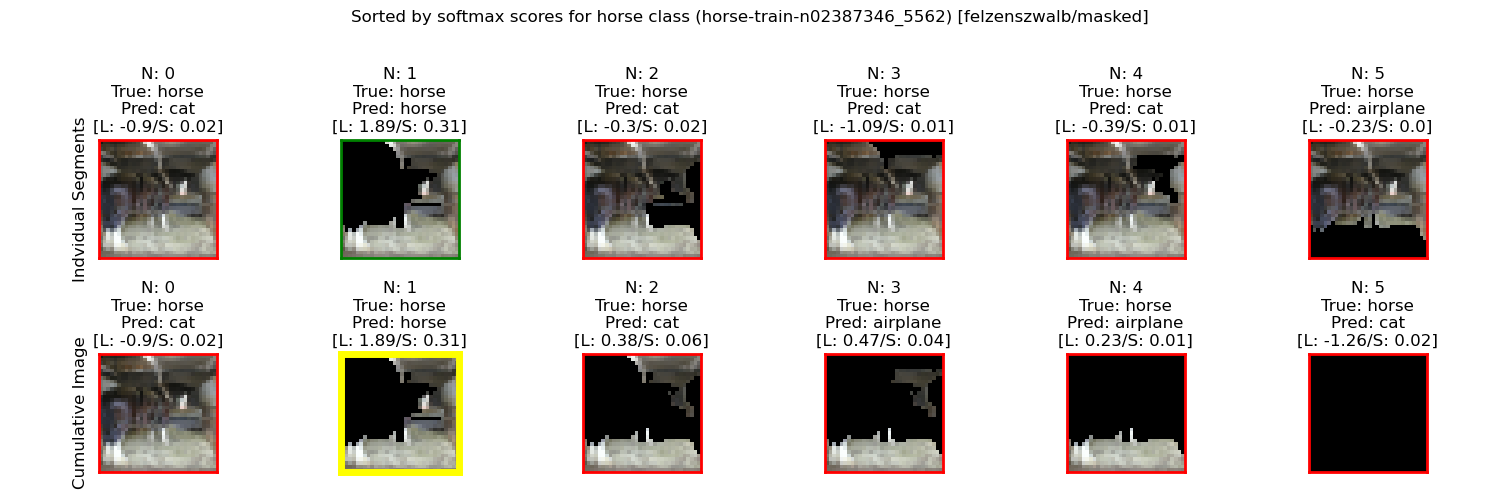 Sorted by softmax scores for horse class (horse-train-n02387346_5562) [felzenszwalb/masked]
Indvidual Segments
N: 0
True: horse
Pred: cat
[L: -0.9/S: 0.02]
N: 1
True: horse
Pred: horse
[L: 1.89/S: 0.31]
N: 2
True: horse
Pred: cat
[L: -0.3/S: 0.02]
N: 3
True: horse
Pred: cat
[L: -1.09/S: 0.01]
N: 4
True: horse
Pred: cat
[L: -0.39/S: 0.01]
N: 5
True: horse
Pred: airplane
[L: -0.23/S: 0.0]
Cumulative Image
N: 0
True: horse
Pred: cat
[L: -0.9/S: 0.02]
N: 1
True: horse
Pred: horse
[L: 1.89/S: 0.31]
N: 2
True: horse
Pred: cat
[L: 0.38/S: 0.06]
N: 3
True: horse
Pred: airplane
[L: 0.47/S: 0.04]
N: 4
True: horse
Pred: airplane
[L: 0.23/S: 0.01]
N: 5
True: horse
Pred: cat
[L: -1.26/S: 0.02]